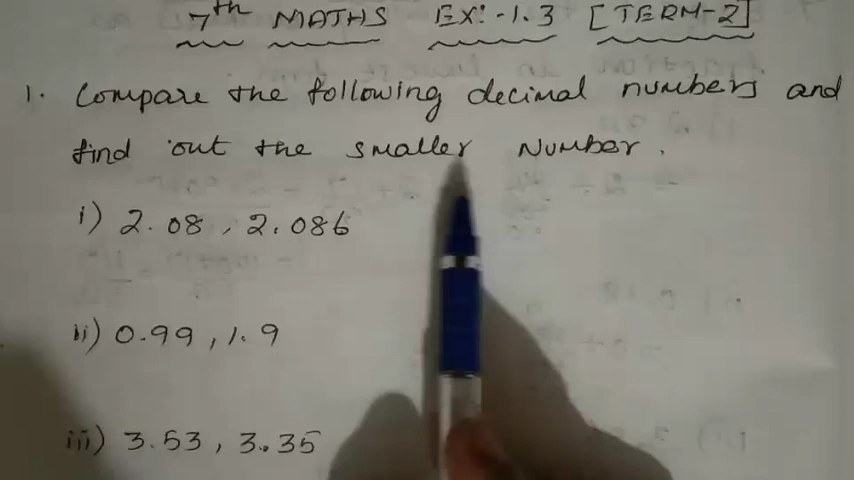 7th MATHS EX:-1.3 [TERM-2]
1. Compare the following decimal numbers and
find out the smaller Number.
i) 2.08, 2.086
ii) 0.99, 1.9
iii) 3.53, 3.35